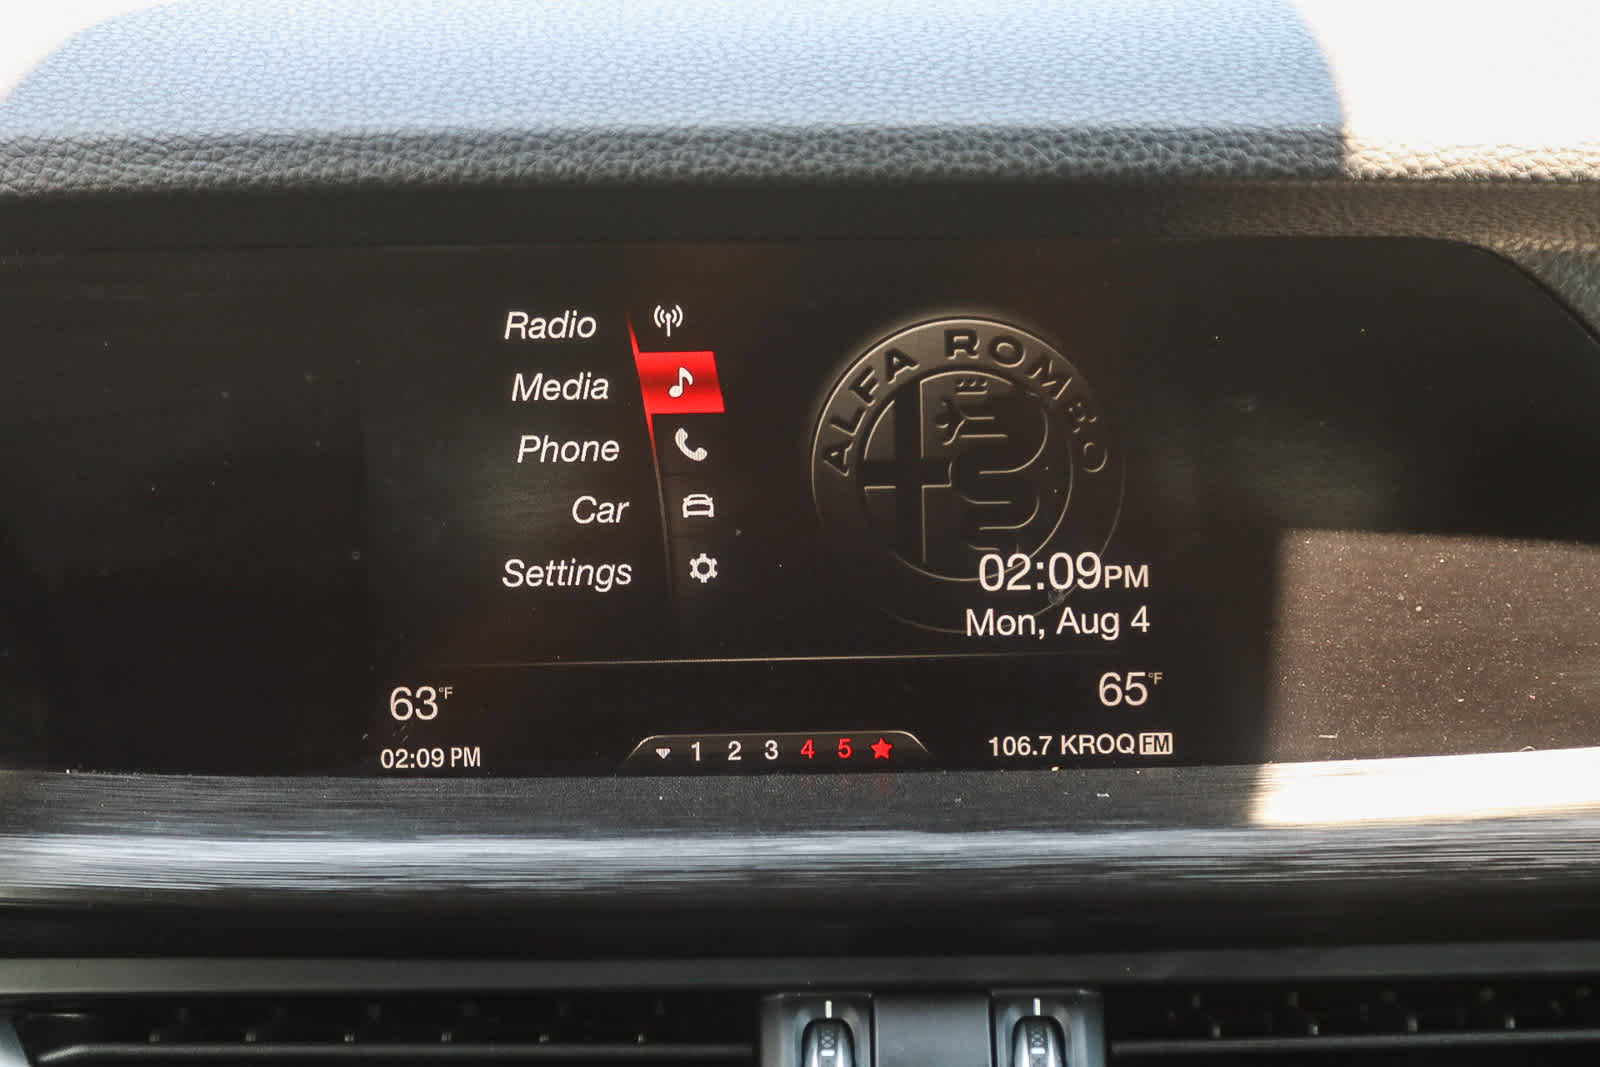 Radio
Media
Phone
Car
Settings
ALFA ROMEO
02:09PM
Mon, Aug 4
63°F
65°F
02:09 PM
1 2 3 4 5
106.7 KROQ FM